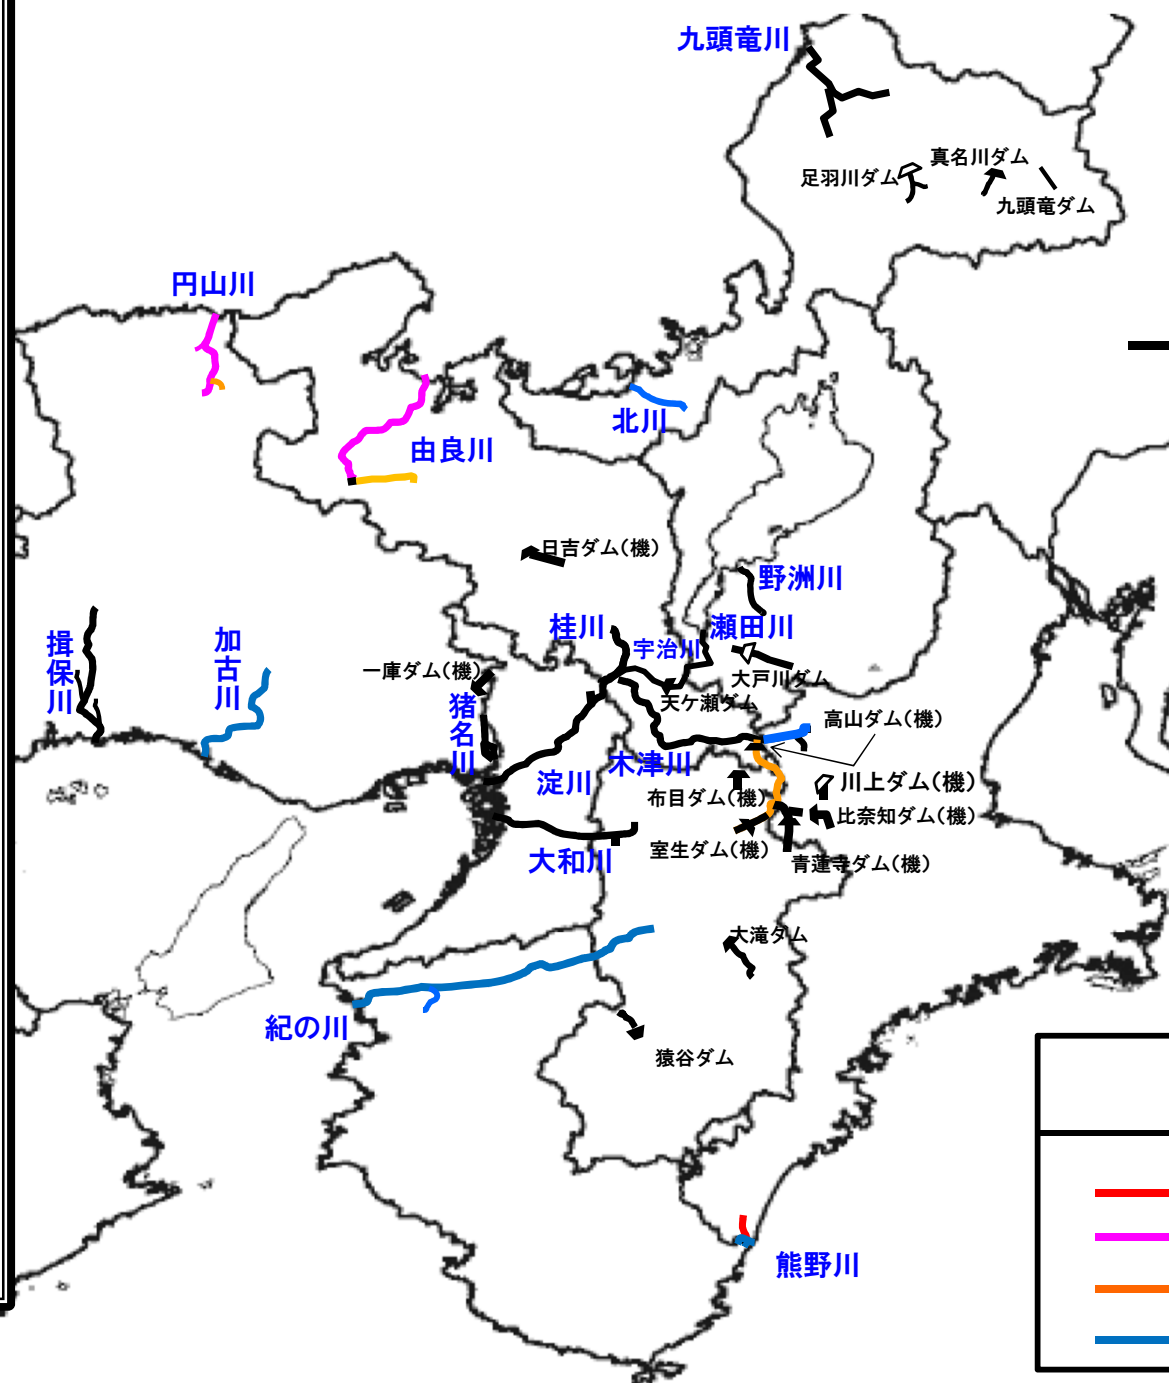 九頭竜川
真名川ダム
足羽川ダム
九頭竜ダム
円山川
北川
由良川
日吉ダム(機)
野洲川
桂川
宇治川
瀬田川
揖保川
加古川
一庫ダム(機)
大戸川ダム
天ケ瀬ダム
猪名川
高山ダム(機)
木津川
淀川
川上ダム(機)
布目ダム(機)
比奈知ダム(機)
室生ダム(機)
大和川
青蓮寺ダム(機)
大滝ダム
紀の川
猿谷ダム
熊野川